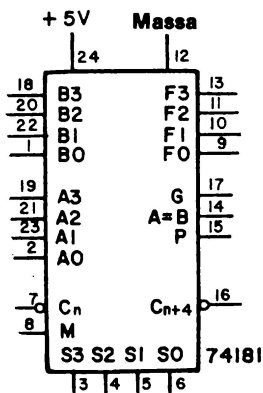 + 5V Massa
24 12
18 B3 F3 13
20 B2 F2 11
22 B1 F1 10
1 B0 F0 9
19 A3 G 17
21 A2 A=B 14
23 A1 P 15
2 A0
7 Cn Cn+4 16
8 M
S3 S2 S1 S0 74181
3 4 5 6